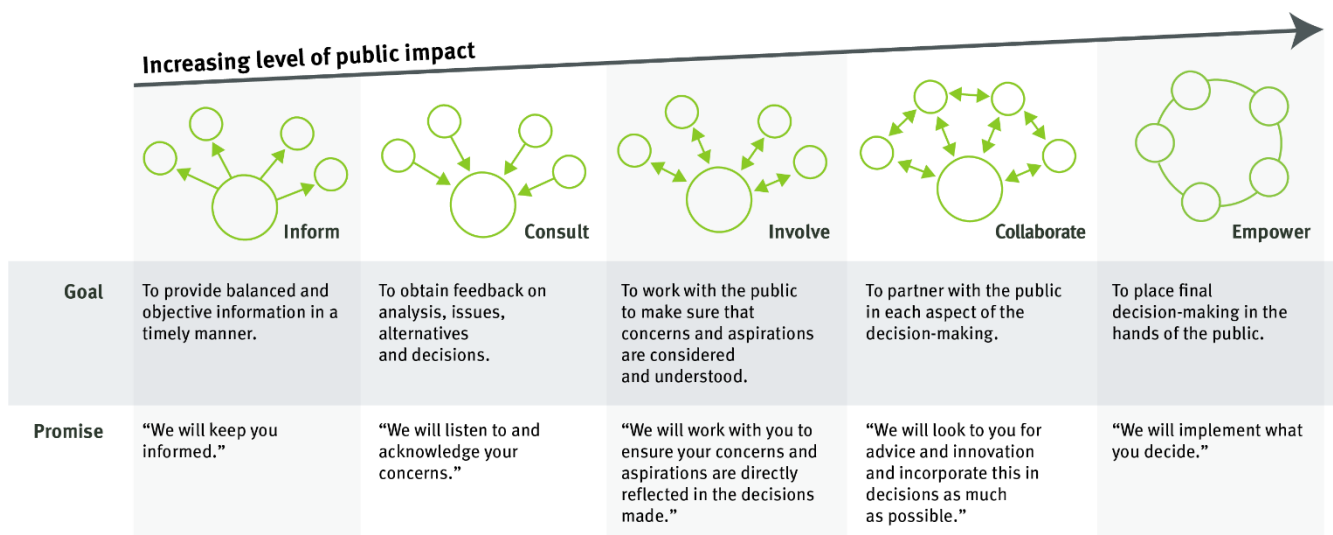 Increasing level of public impact
Inform
Consult
Involve
Collaborate
Empower
Goal
To provide balanced and
objective information in a
timely manner.
To obtain feedback on
analysis, issues,
alternatives
and decisions.
To work with the public
to make sure that
concerns and aspirations
are considered
and understood.
To partner with the public
in each aspect of the
decision-making.
To place final
decision-making in the
hands of the public.
Promise
“We will keep you
informed.”
“We will listen to and
acknowledge your
concerns.”
“We will work with you to
ensure your concerns and
aspirations are directly
reflected in the decisions
made.”
“We will look to you for
advice and innovation
and incorporate this in
decisions as much
as possible.”
“We will implement what
you decide.”